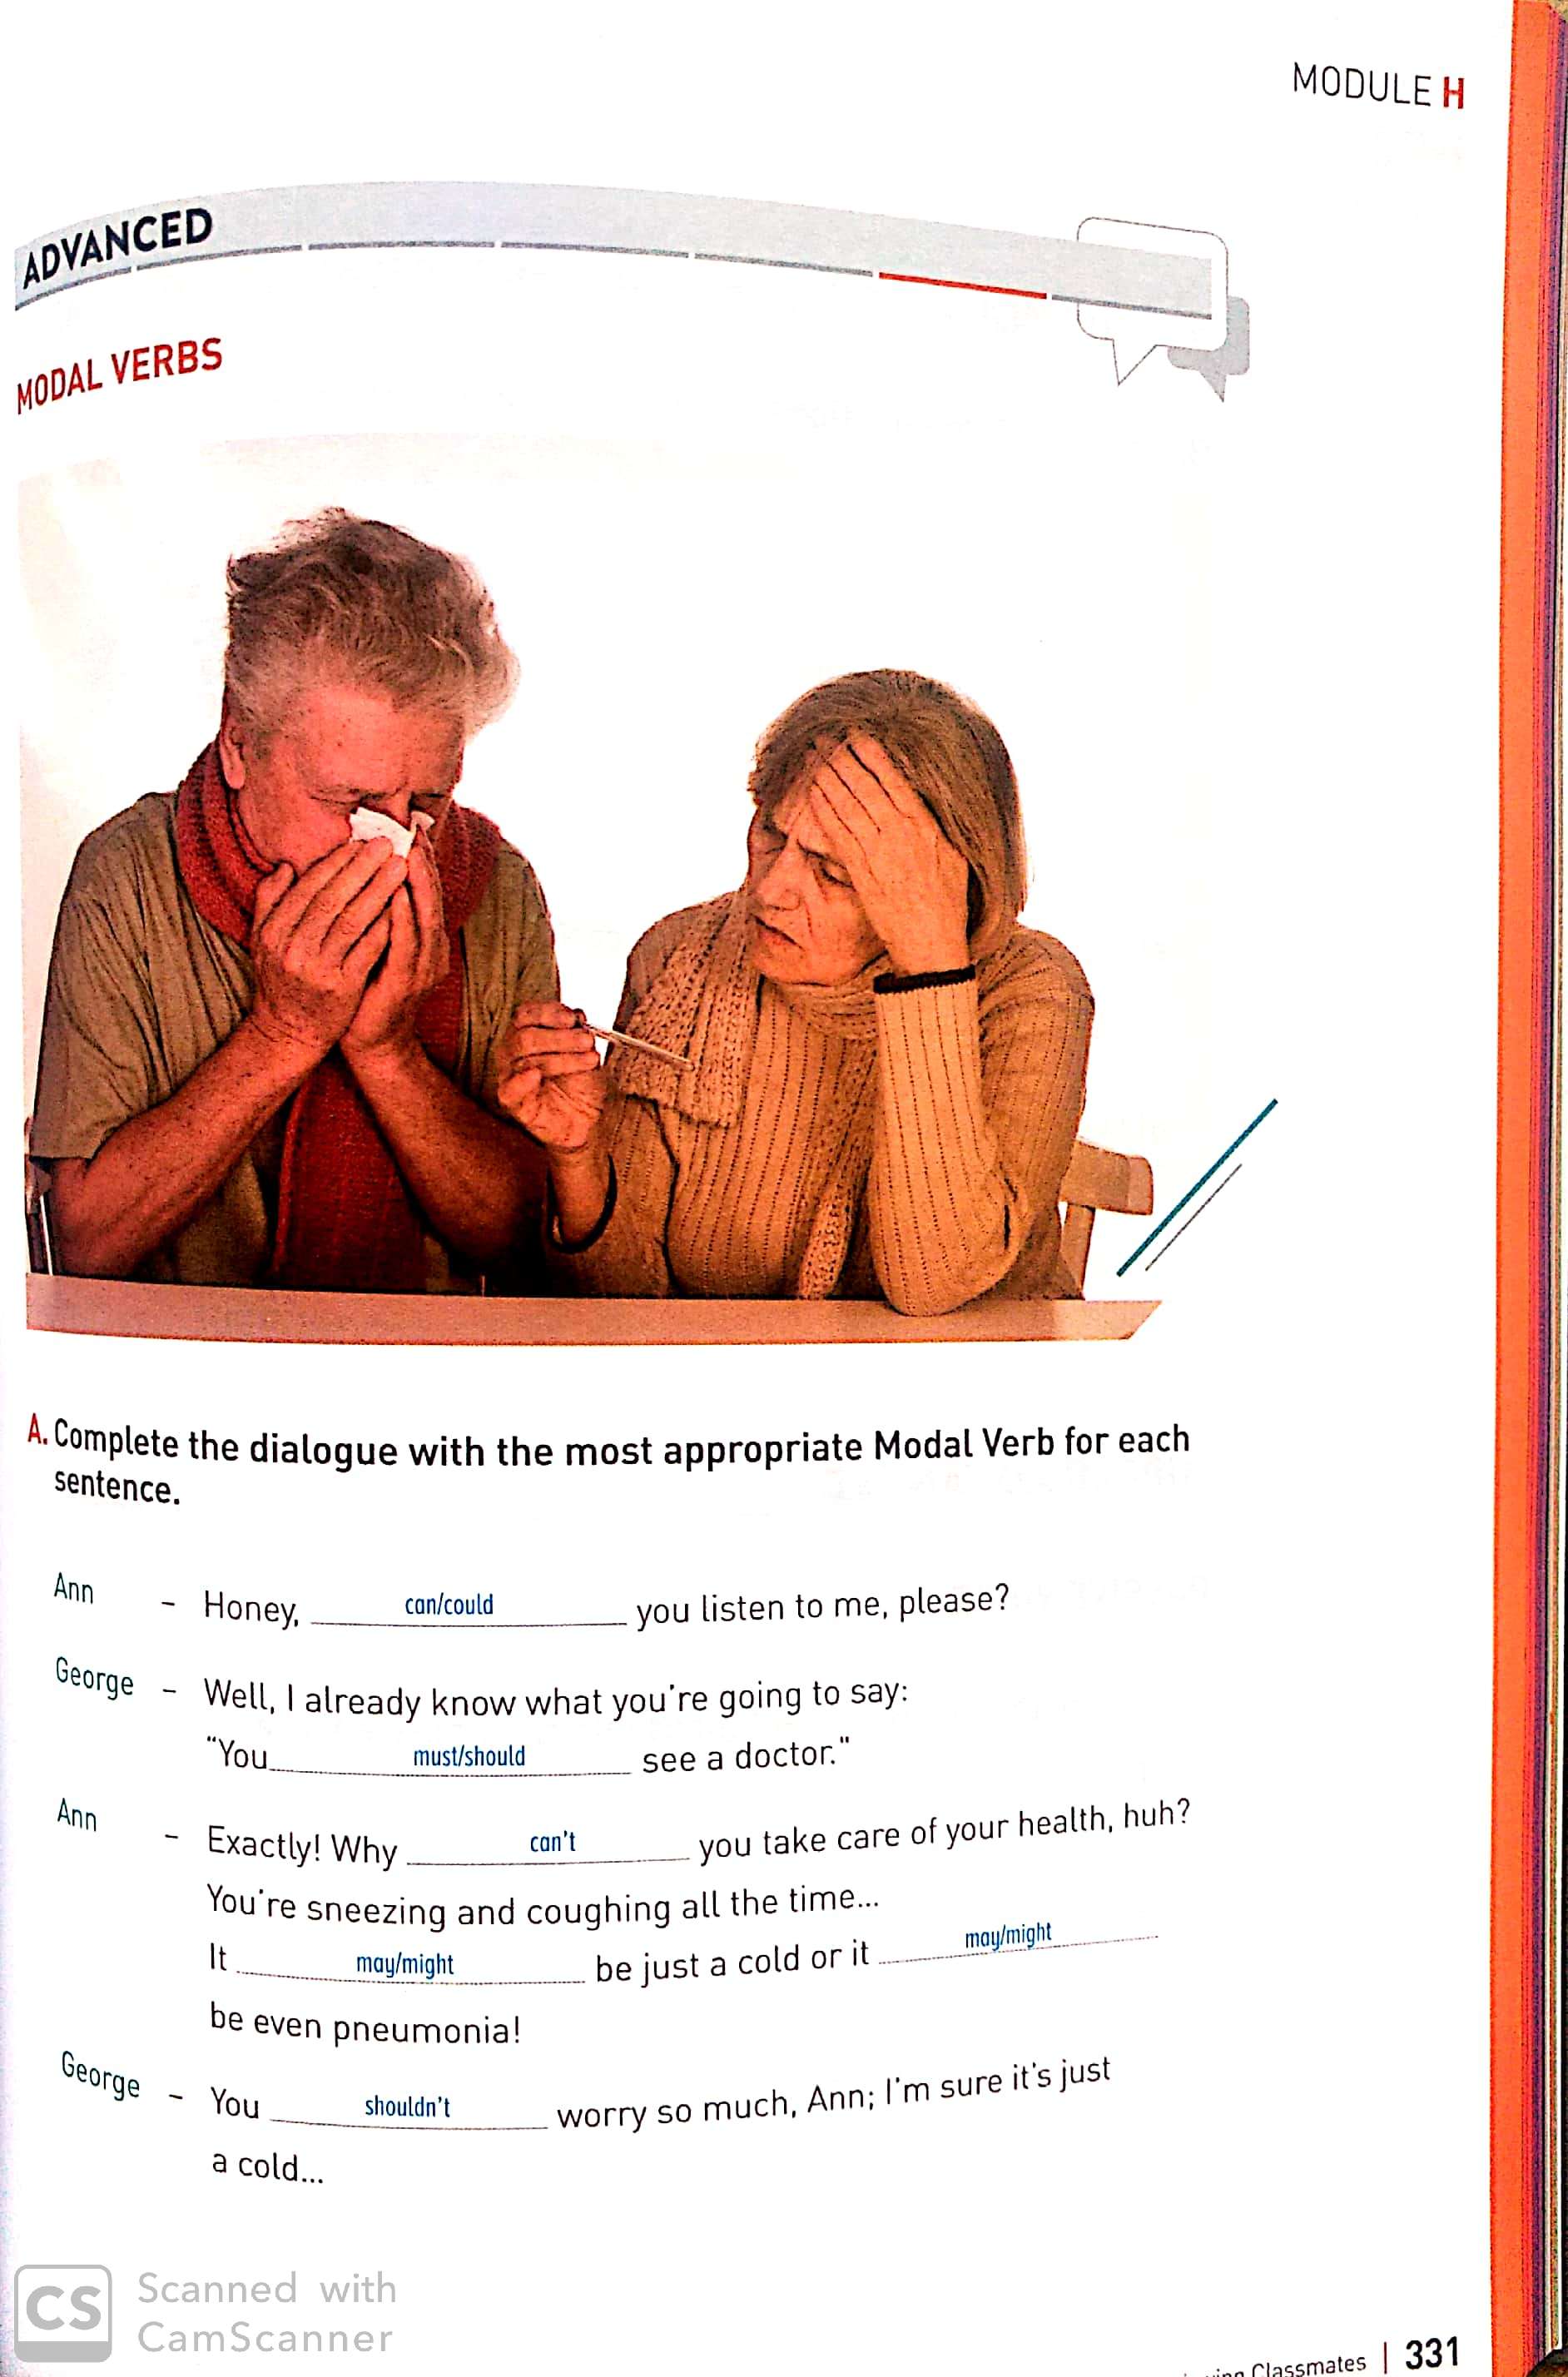 MODULE H
ADVANCED
MODAL VERBS
A. Complete the dialogue with the most appropriate Modal Verb for each
sentence.
Ann - Honey, can/could you listen to me, please?
George - Well, I already know what you're going to say:
"You must/should see a doctor."
Ann - Exactly! Why can't you take care of your health, huh?
You're sneezing and coughing all the time...
It may/might be just a cold or it may/might
be even pneumonia!
George - You shouldn't worry so much, Ann; I'm sure it's just
a cold...
CS Scanned with
CamScanner
Classmates | 331